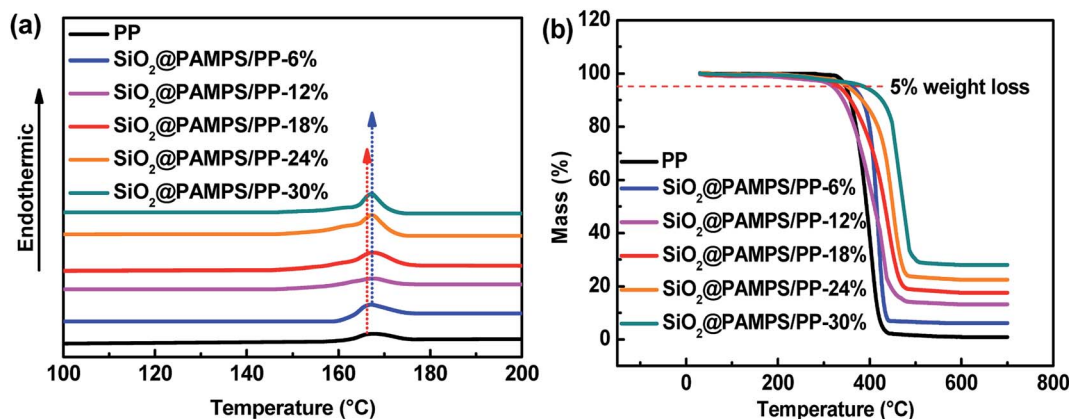 (a)
PP
SiO₂@PAMPS/PP-6%
SiO₂@PAMPS/PP-12%
SiO₂@PAMPS/PP-18%
SiO₂@PAMPS/PP-24%
SiO₂@PAMPS/PP-30%
Endothermic
100 120 140 160 180 200
Temperature (°C)
(b)
120
100
80
60
40
20
0
Mass (%)
5% weight loss
PP
SiO₂@PAMPS/PP-6%
SiO₂@PAMPS/PP-12%
SiO₂@PAMPS/PP-18%
SiO₂@PAMPS/PP-24%
SiO₂@PAMPS/PP-30%
0 200 400 600 800
Temperature (°C)